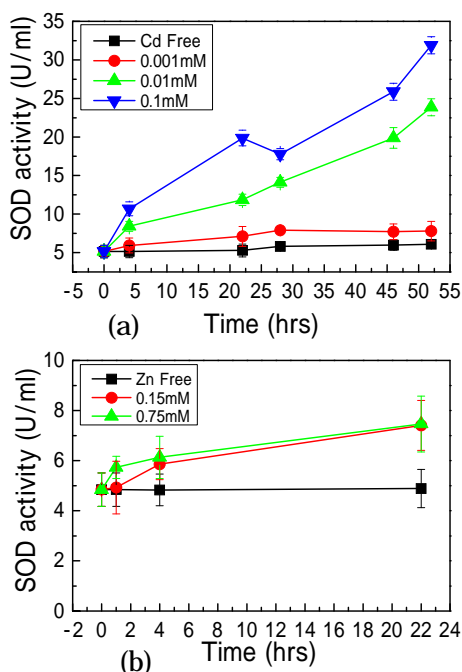 35
30
25
20
15
10
5
SOD activity (U/ml)
Cd Free
0.001mM
0.01mM
0.1mM
-5 0 5 10 15 20 25 30 35 40 45 50 55
(a) Time (hrs)
10
8
6
4
2
0
SOD activity (U/ml)
Zn Free
0.15mM
0.75mM
-2 0 2 4 6 8 10 12 14 16 18 20 22 24
(b) Time (hrs)